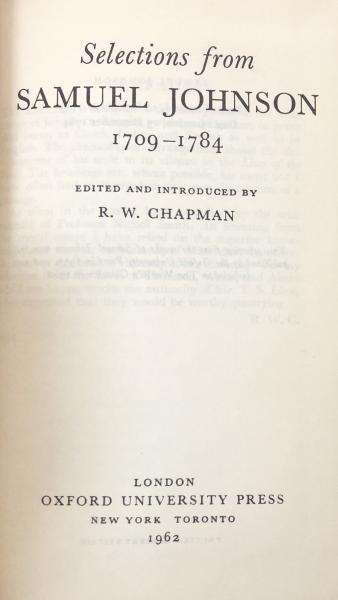 Selections from
SAMUEL JOHNSON
1709–1784
EDITED AND INTRODUCED BY
R. W. CHAPMAN
LONDON
OXFORD UNIVERSITY PRESS
NEW YORK TORONTO
1962